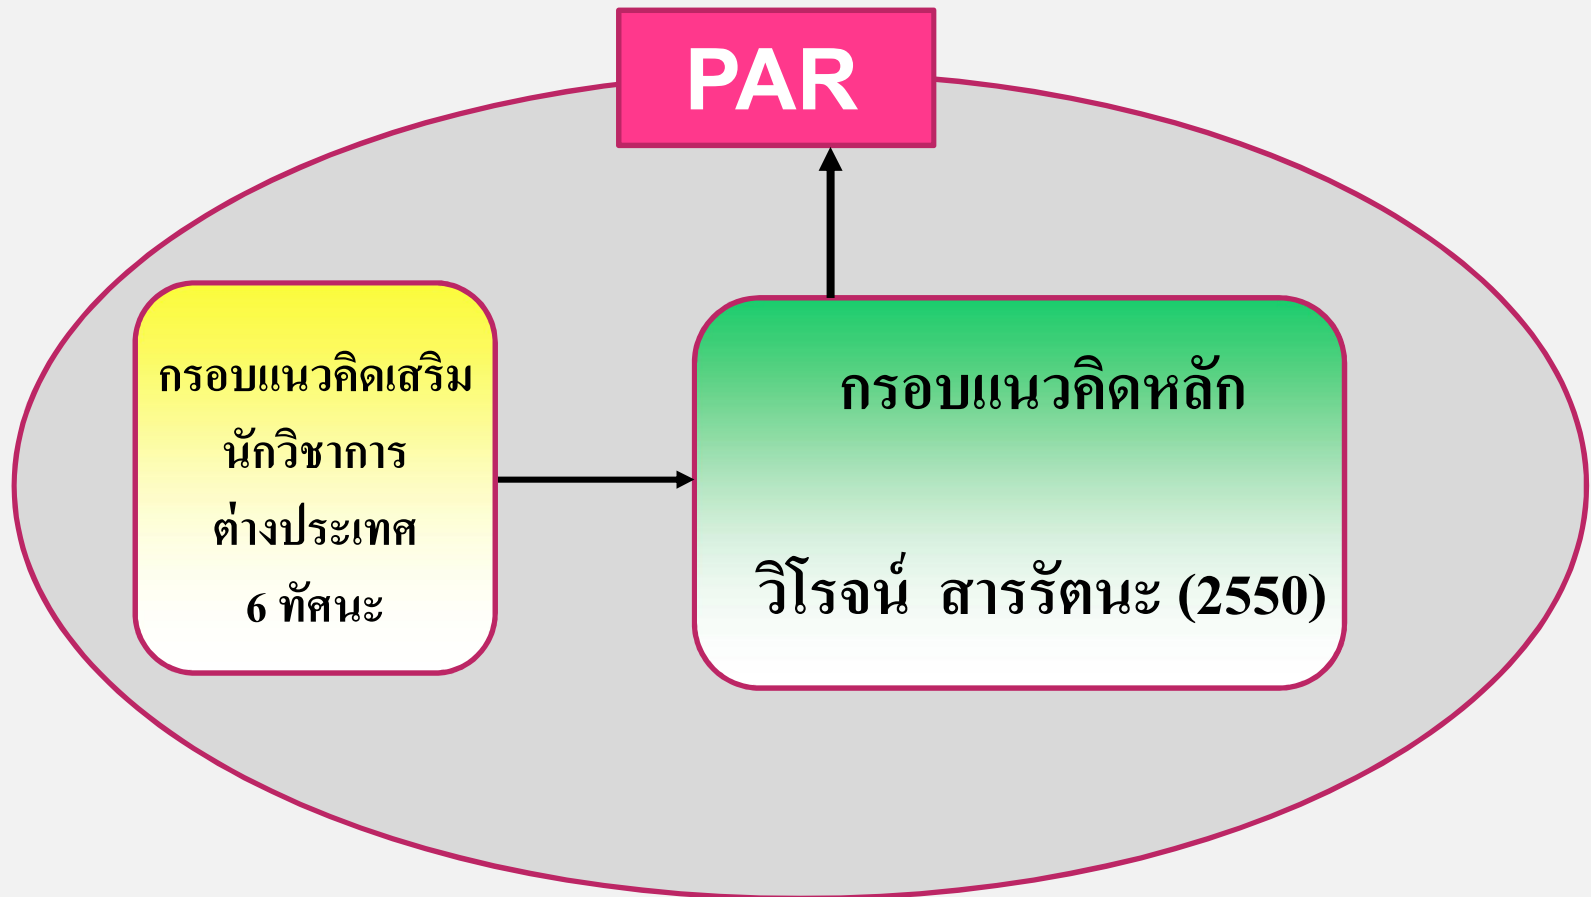 PAR
กรอบแนวคิดเสริม
นักวิชาการ
ต่างประเทศ
6 ทัศนะ
กรอบแนวคิดหลัก
วิโรจน์ สารรัตนะ (2550)